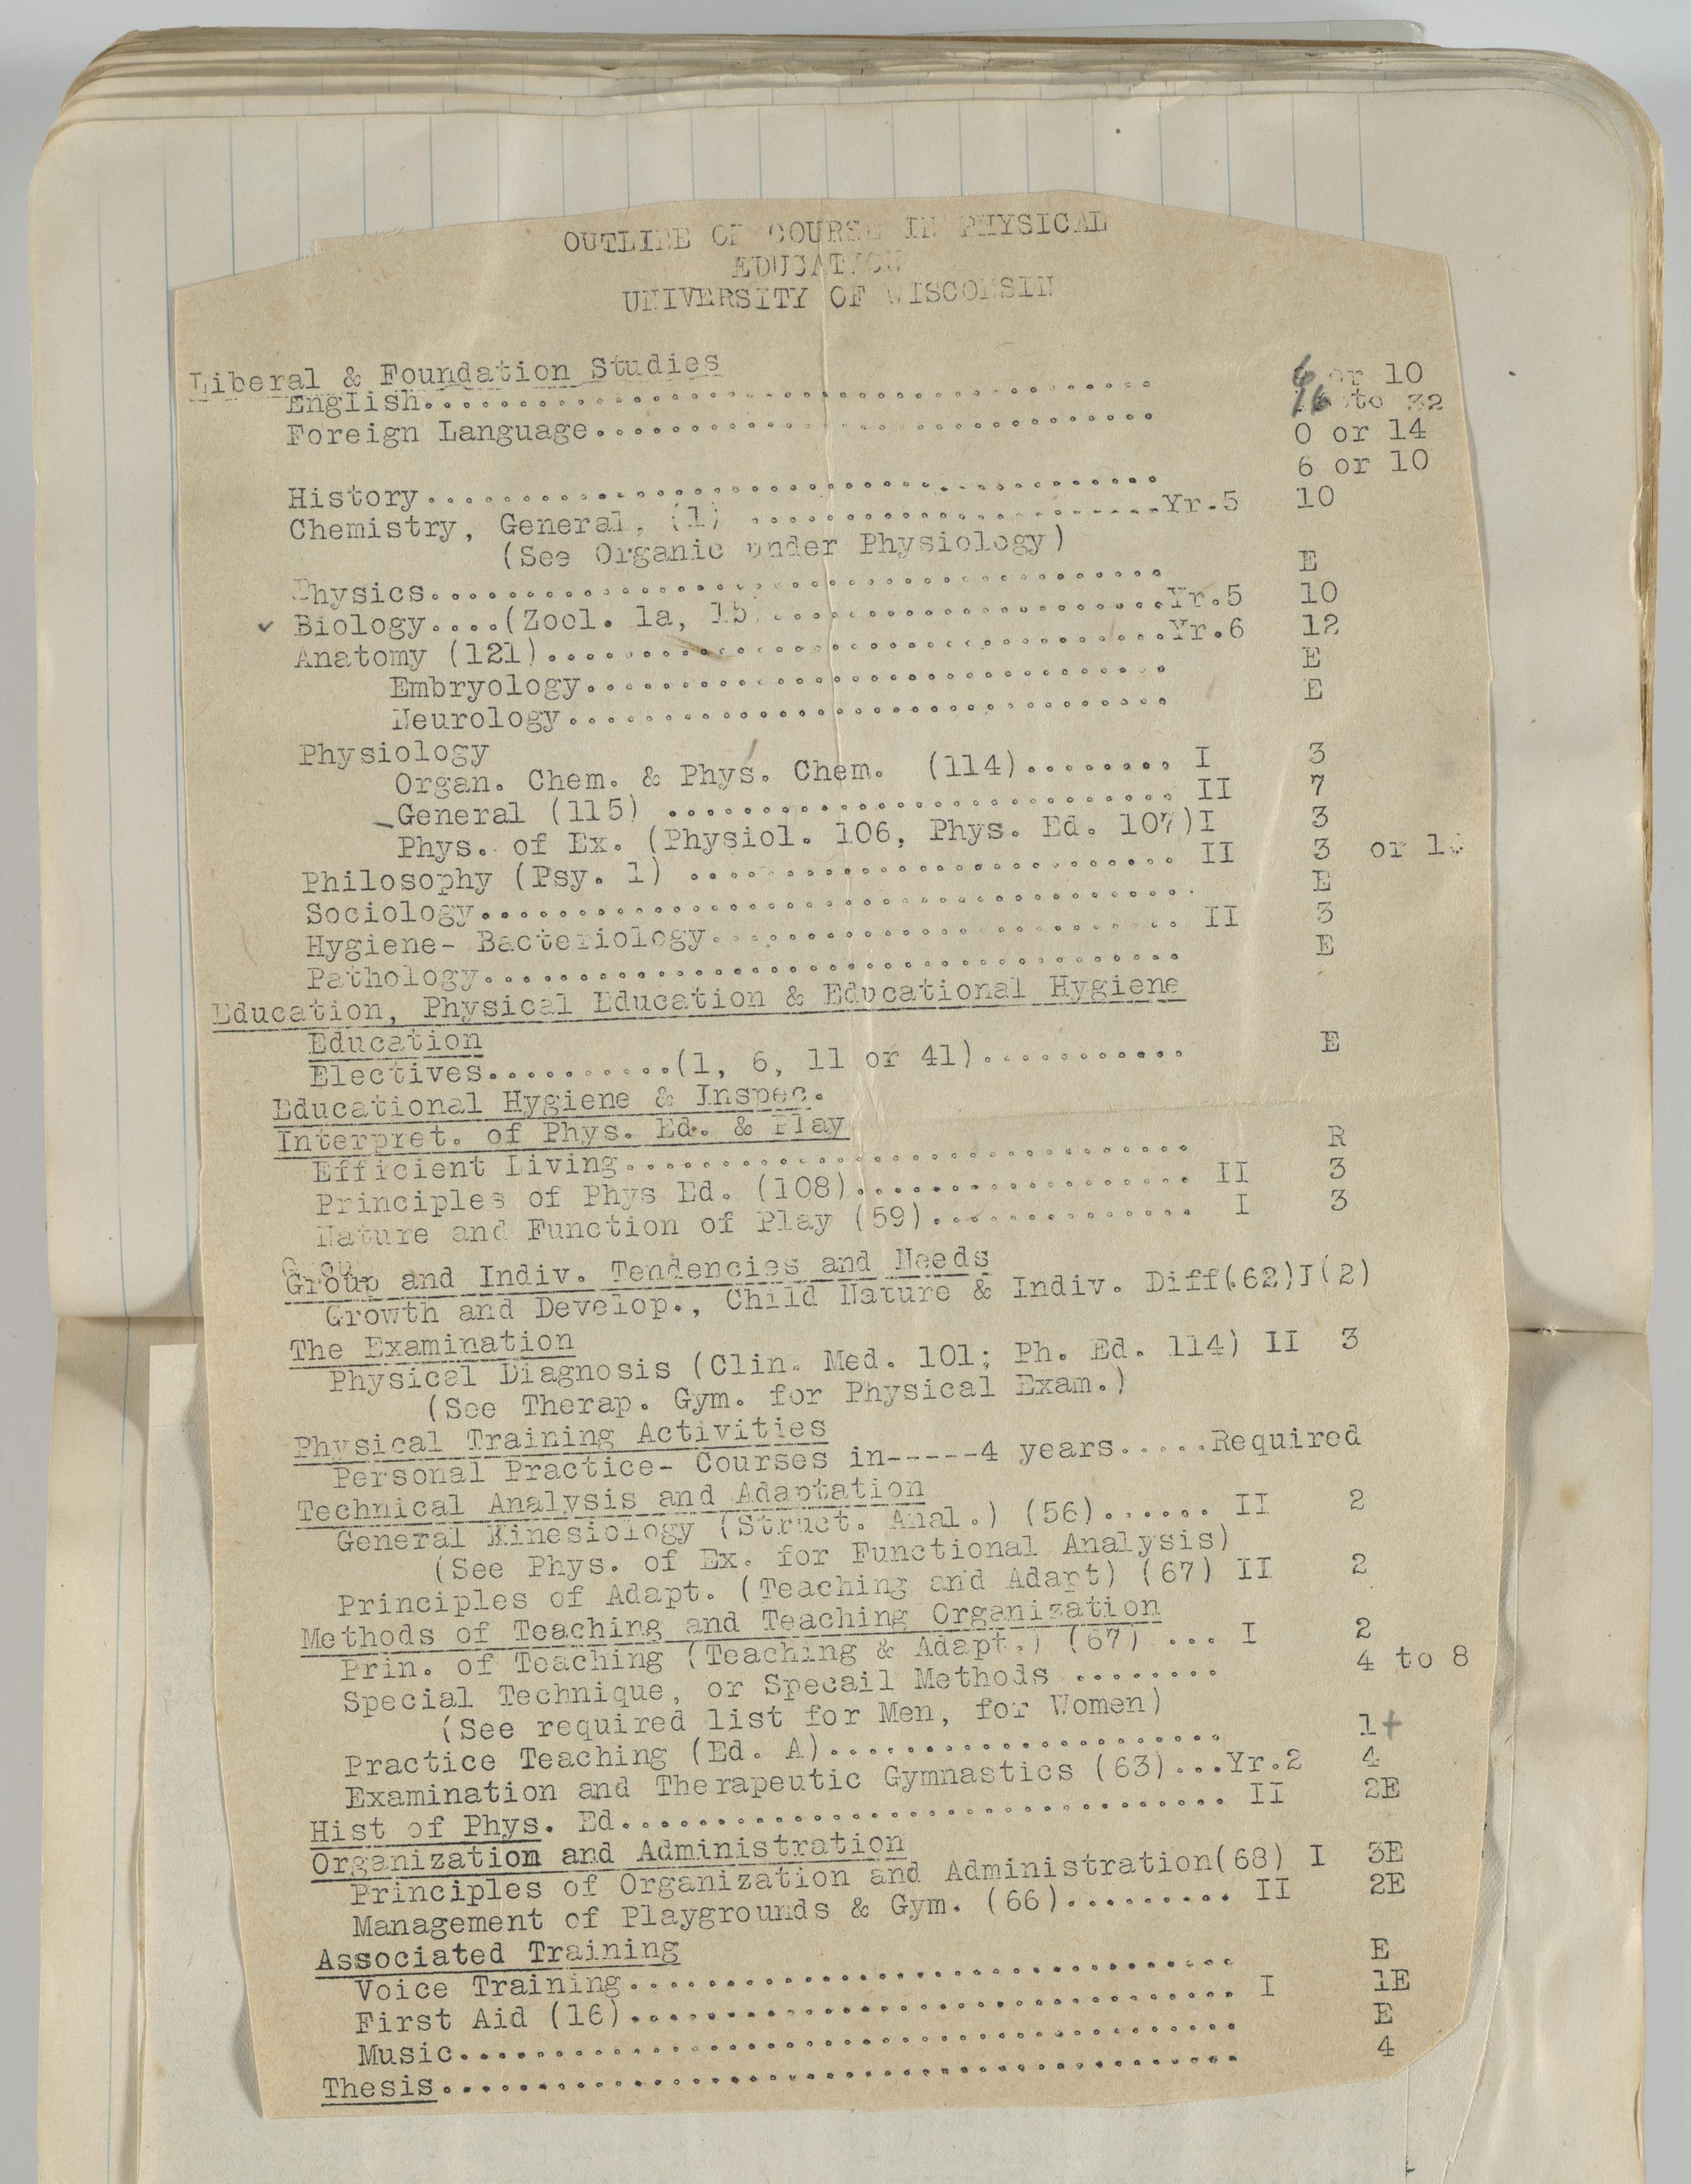 OUTLINE OF COURSE IN PHYSICAL
EDUCATION
UNIVERSITY OF WISCONSIN
Liberal & Foundation Studies
English.............................. 6 or 10
Foreign Language.............................. 16 to 32
0 or 14
History.............................. 6 or 10
Chemistry, General, (1) ......................Yr.5 10
(See Organic under Physiology)
Physics.............................. E
✓ Biology....(Zool. 1a, 1b).....................Yr.5 10
Anatomy (121)..............................Yr.6 12
Embryology.............................. E
Neurology.............................. E
Physiology
Organ. Chem. & Phys. Chem. (114)........ I 3
General (115) ........................... II 7
Phys. of Ex. (Physiol. 106, Phys. Ed. 107)I 3
Philosophy (Psy. 1) .......................... II 3 or
Sociology.............................. E
Hygiene- Bacteriology......................... II 3
Pathology.............................. E
Education, Physical Education & Educational Hygiene
Education
Electives..........(1, 6, 11 or 41)........... E
Educational Hygiene & Inspec.
Interpret. of Phys. Ed. & Play
Efficient Living.............................. R
Principles of Phys Ed. (108).................. II 3
Nature and Function of Play (59).............. I 3
Group and Indiv. Tendencies and Needs
Growth and Develop., Child Nature & Indiv. Diff(.62)I(2)
The Examination
Physical Diagnosis (Clin. Med. 101; Ph. Ed. 114) II 3
(See Therap. Gym. for Physical Exam.)
Physical Training Activities
Personal Practice- Courses in-----4 years.....Required
Technical Analysis and Adaptation
General Kinesiology (Struct. Anal.) (56)...... II 2
(See Phys. of Ex. for Functional Analysis)
Principles of Adapt. (Teaching and Adapt) (67) II 2
Methods of Teaching and Teaching Organization
Prin. of Teaching (Teaching & Adapt.) (67) ... I 2
Special Technique, or Specail Methods ........ 4 to 8
(See required list for Men, for Women)
Practice Teaching (Ed. A)..................... 1+
Examination and Therapeutic Gymnastics (63)...Yr.2 4
Hist of Phys. Ed.............................. II 2E
Organization and Administration
Principles of Organization and Administration(68) I 3E
Management of Playgrounds & Gym. (66)......... II 2E
Associated Training
Voice Training.............................. E
First Aid (16).............................. I 1E
Music.............................. E
Thesis.............................. 4